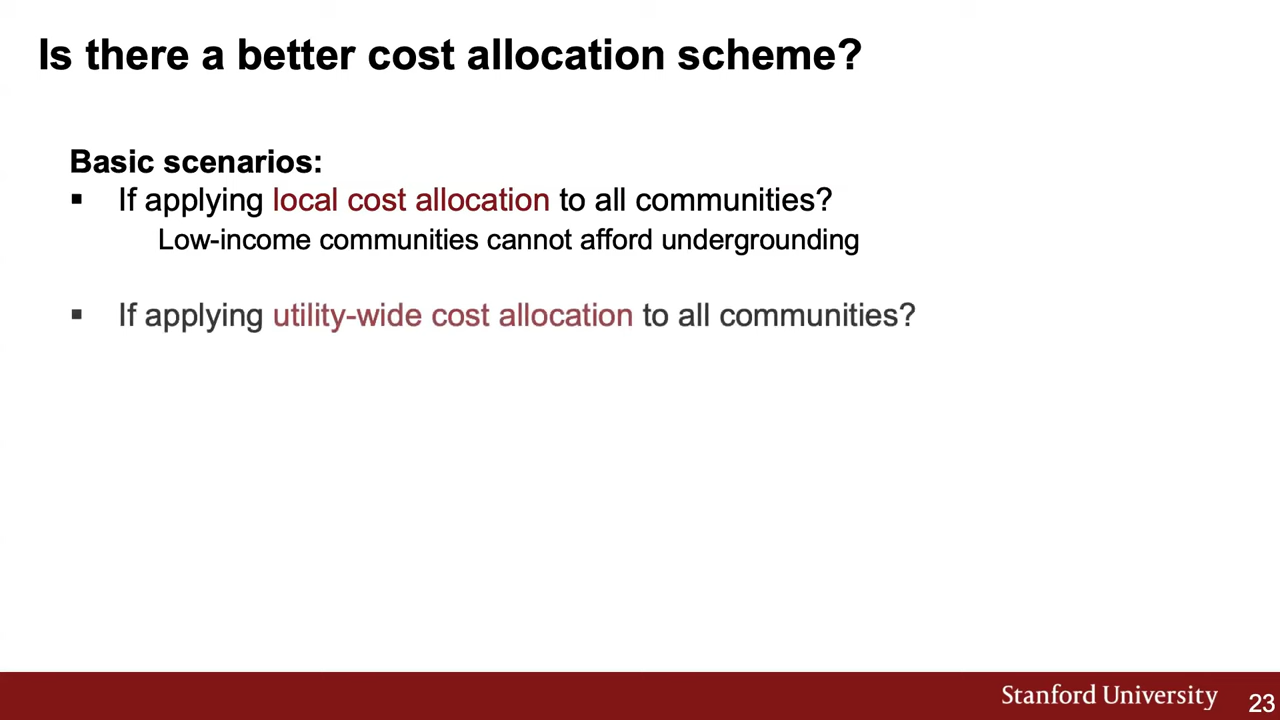 Is there a better cost allocation scheme?
Basic scenarios:
▪ If applying local cost allocation to all communities?
Low-income communities cannot afford undergrounding
▪ If applying utility-wide cost allocation to all communities?
Stanford University
23